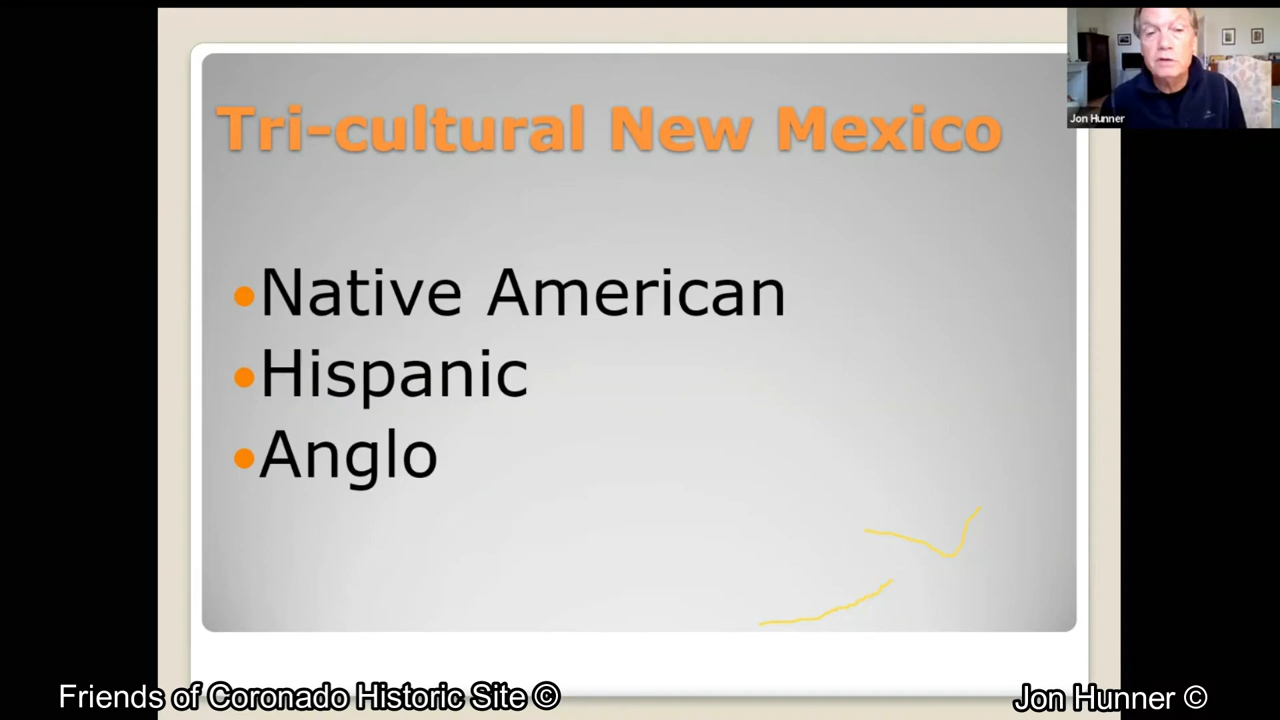 Tri-cultural New Mexico
Jon Hunner
•Native American
•Hispanic
•Anglo
Friends of Coronado Historic Site ©
Jon Hunner ©